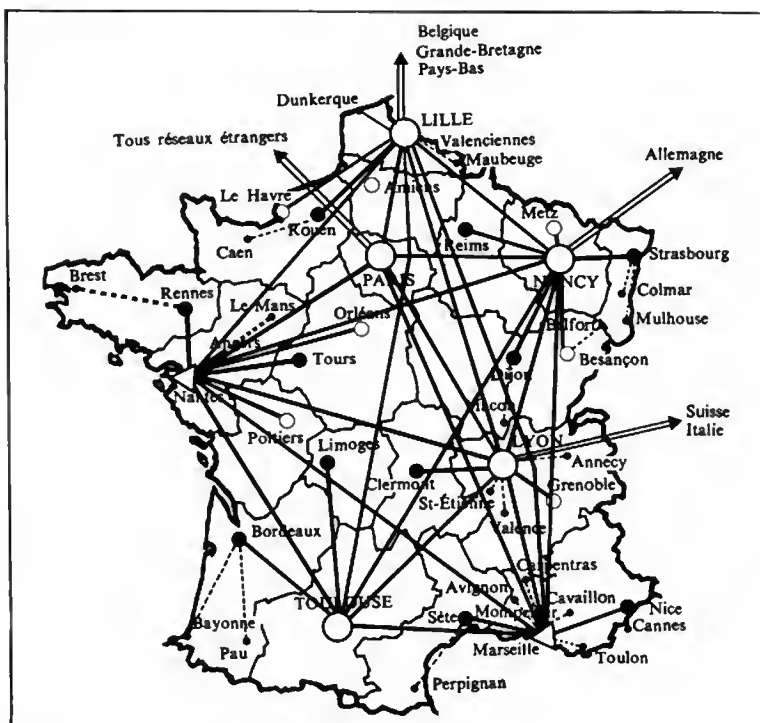 Belgique
Grande-Bretagne
Pays-Bas
Dunkerque
LILLE
Tous réseaux étrangers
Valenciennes
Maubeuge
Allemagne
Le Havre
Amiens
Metz
Rouen
Caen
Reims
Strasbourg
PARIS
NANCY
Brest
Rennes
Colmar
Le Mans
Orléans
Belfort
Mulhouse
Angers
Tours
Dijon
Besançon
Nantes
Mâcon
Suisse
Italie
Poitiers
Limoges
LYON
Annecy
Clermont
Grenoble
St-Étienne
Valence
Bordeaux
Carpentras
Avignon
Cavaillon
TOULOUSE
Sète
Montpellier
Nice
Cannes
Bayonne
Marseille
Pau
Toulon
Perpignan